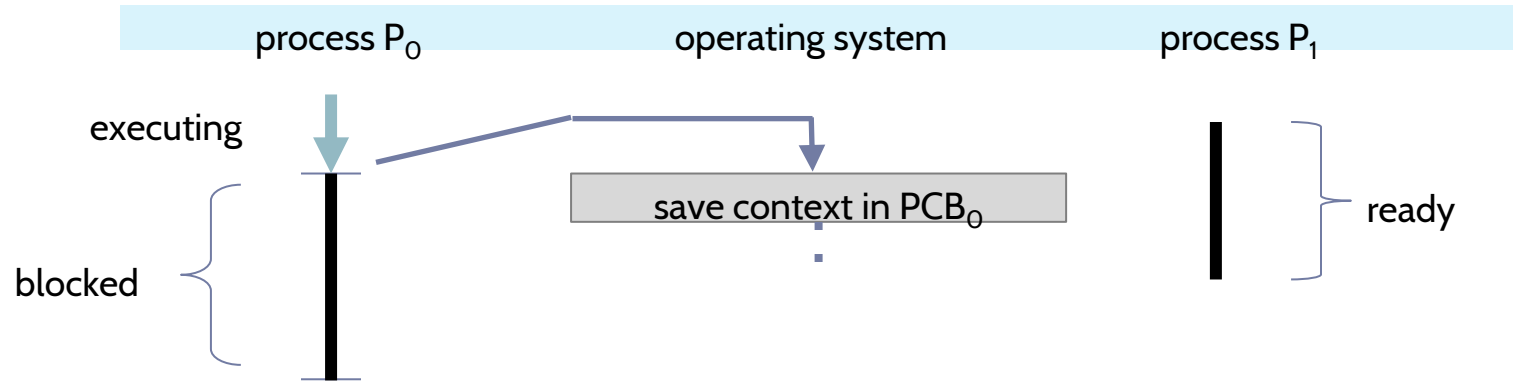 process P₀ operating system process P₁
executing
save context in PCB₀
ready
blocked